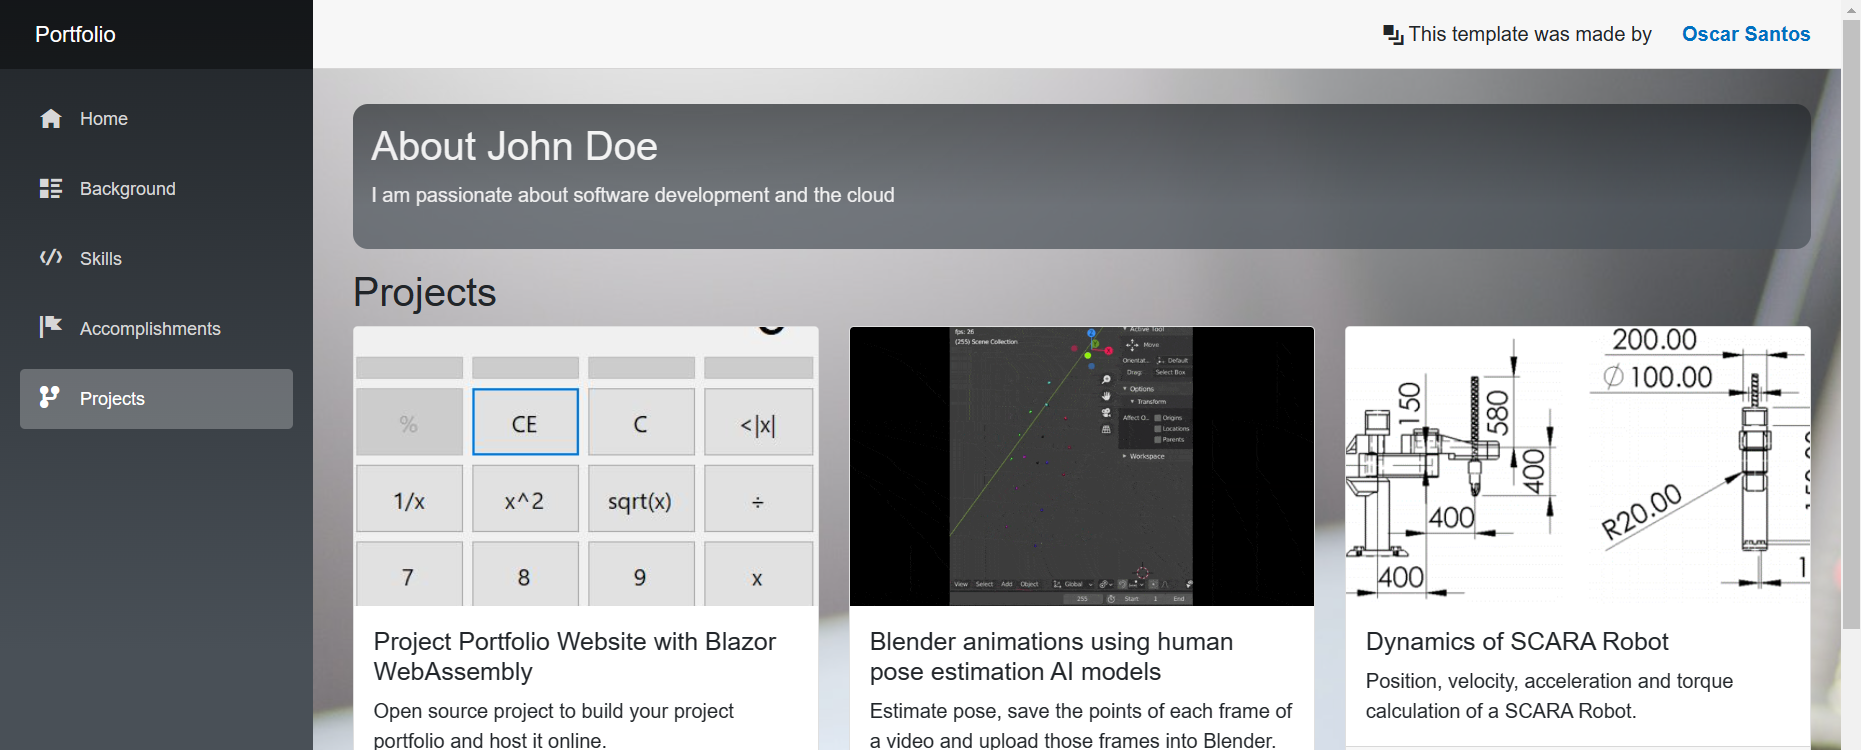 Portfolio
This template was made by Oscar Santos
Home
Background
Skills
Accomplishments
Projects
About John Doe
I am passionate about software development and the cloud
Projects
% CE C <|x|
1/x x^2 sqrt(x) ÷
7 8 9 x
fps: 26
(255) Scene Collection
Active Tool
Move
Orientat.. Default
Drag: Select Box
Options
Transform
Affect O.. Origins
Locations
Parents
Workspace
View Select Add Object Global
255 Start 1 End
200.00
Ø 100.00
150
580
400
400
400
R20.00
Project Portfolio Website with Blazor
WebAssembly
Open source project to build your project
portfolio and host it online.
Blender animations using human
pose estimation AI models
Estimate pose, save the points of each frame of
a video and upload those frames into Blender.
Dynamics of SCARA Robot
Position, velocity, acceleration and torque
calculation of a SCARA Robot.